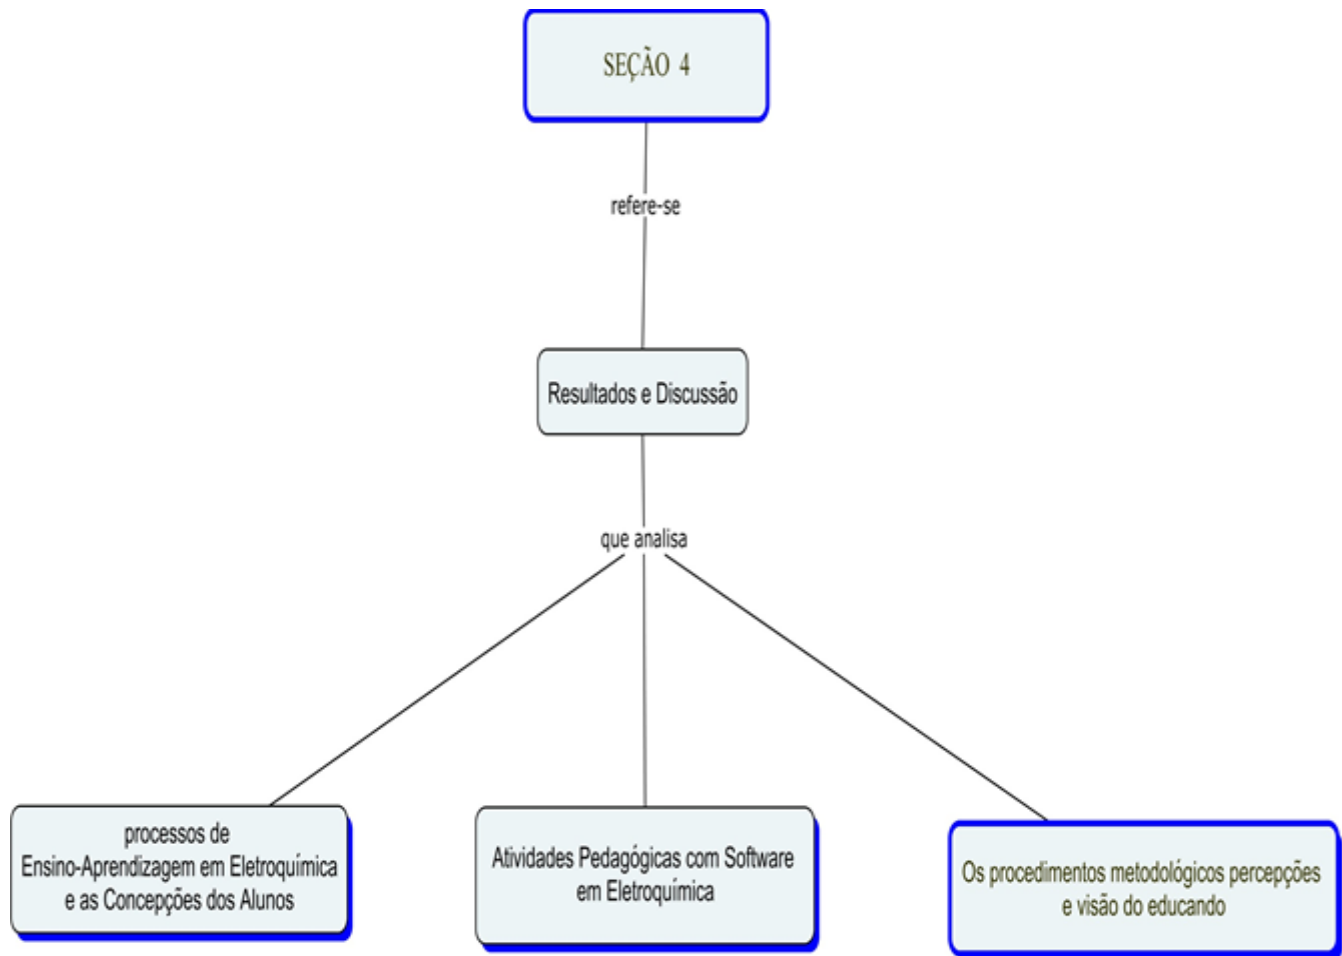 SEÇÃO 4
refere-se
Resultados e Discussão
que analisa
processos de
Ensino-Aprendizagem em Eletroquímica
e as Concepções dos Alunos
Atividades Pedagógicas com Software
em Eletroquímica
Os procedimentos metodológicos percepções
e visão do educando